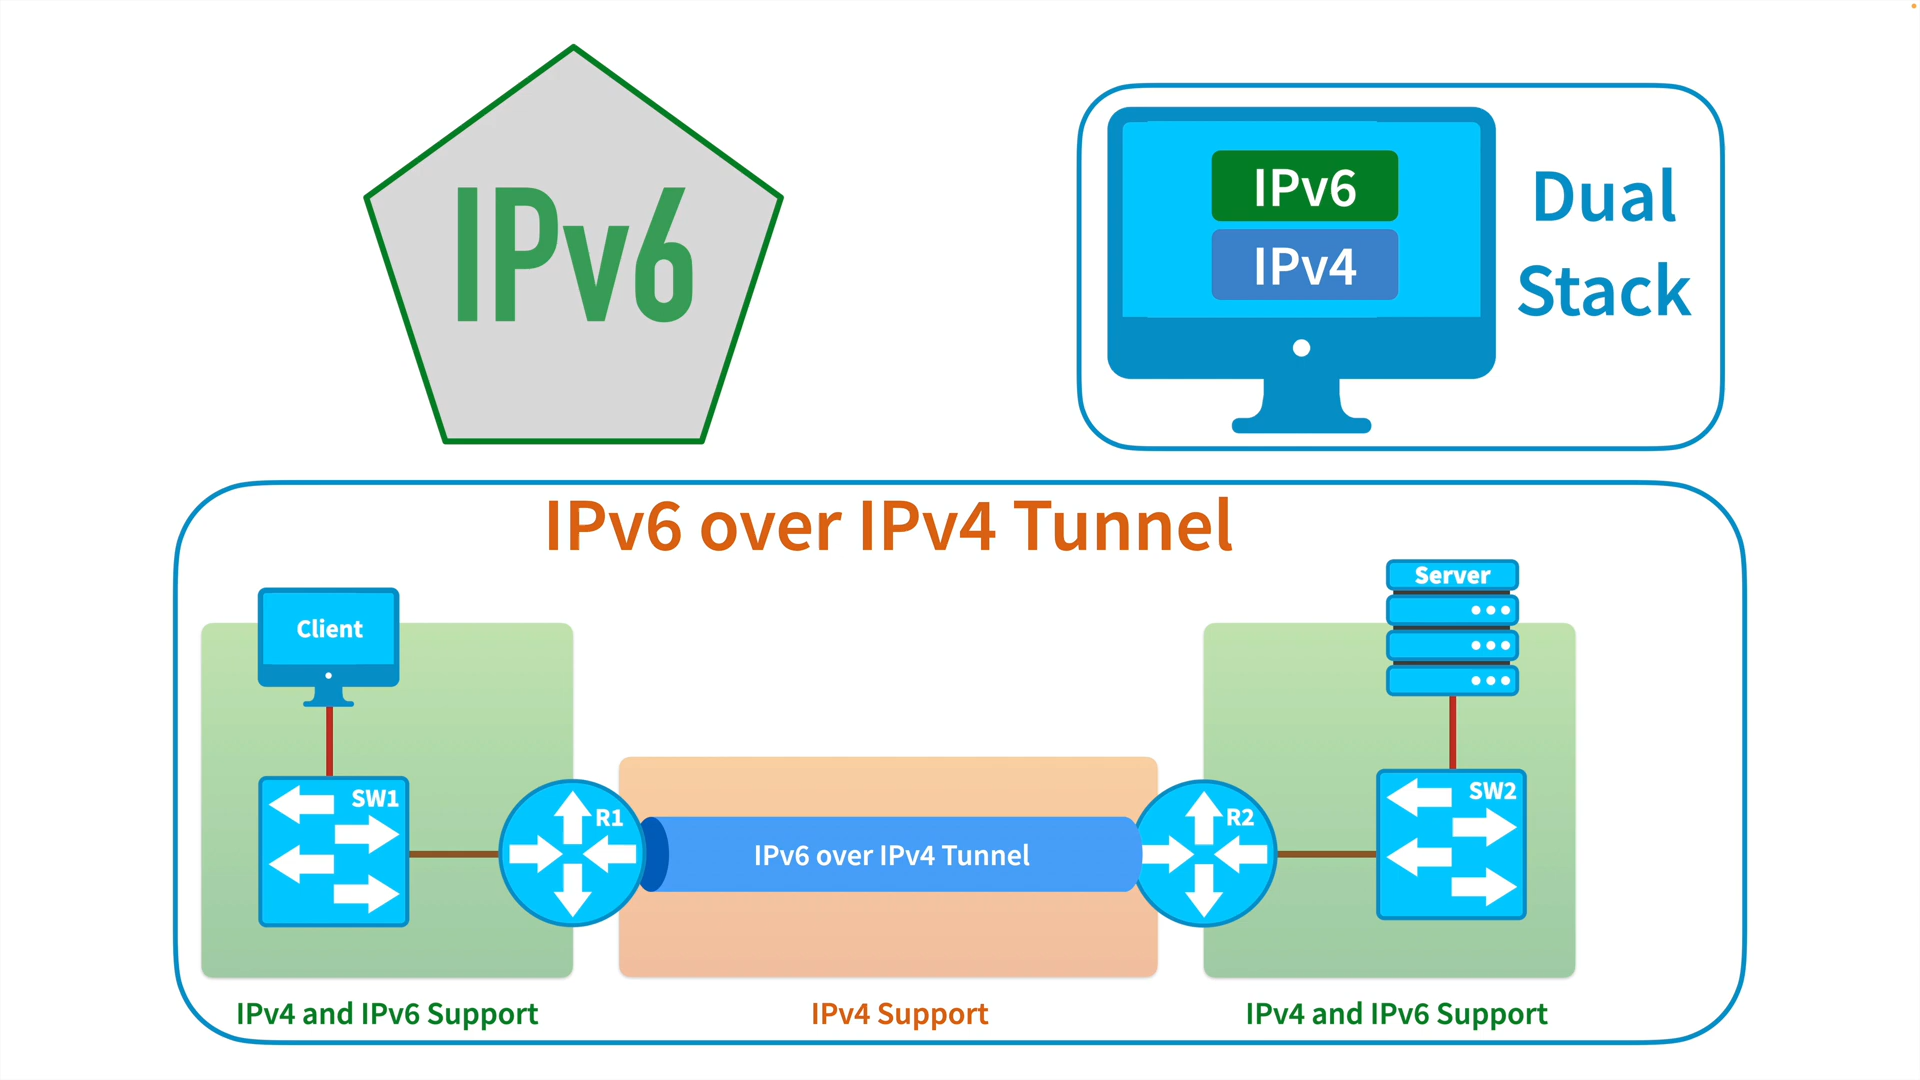 IPv6
IPv6
IPv4
Dual
Stack
IPv6 over IPv4 Tunnel
Client
Server
SW1
R1
IPv6 over IPv4 Tunnel
R2
SW2
IPv4 and IPv6 Support
IPv4 Support
IPv4 and IPv6 Support